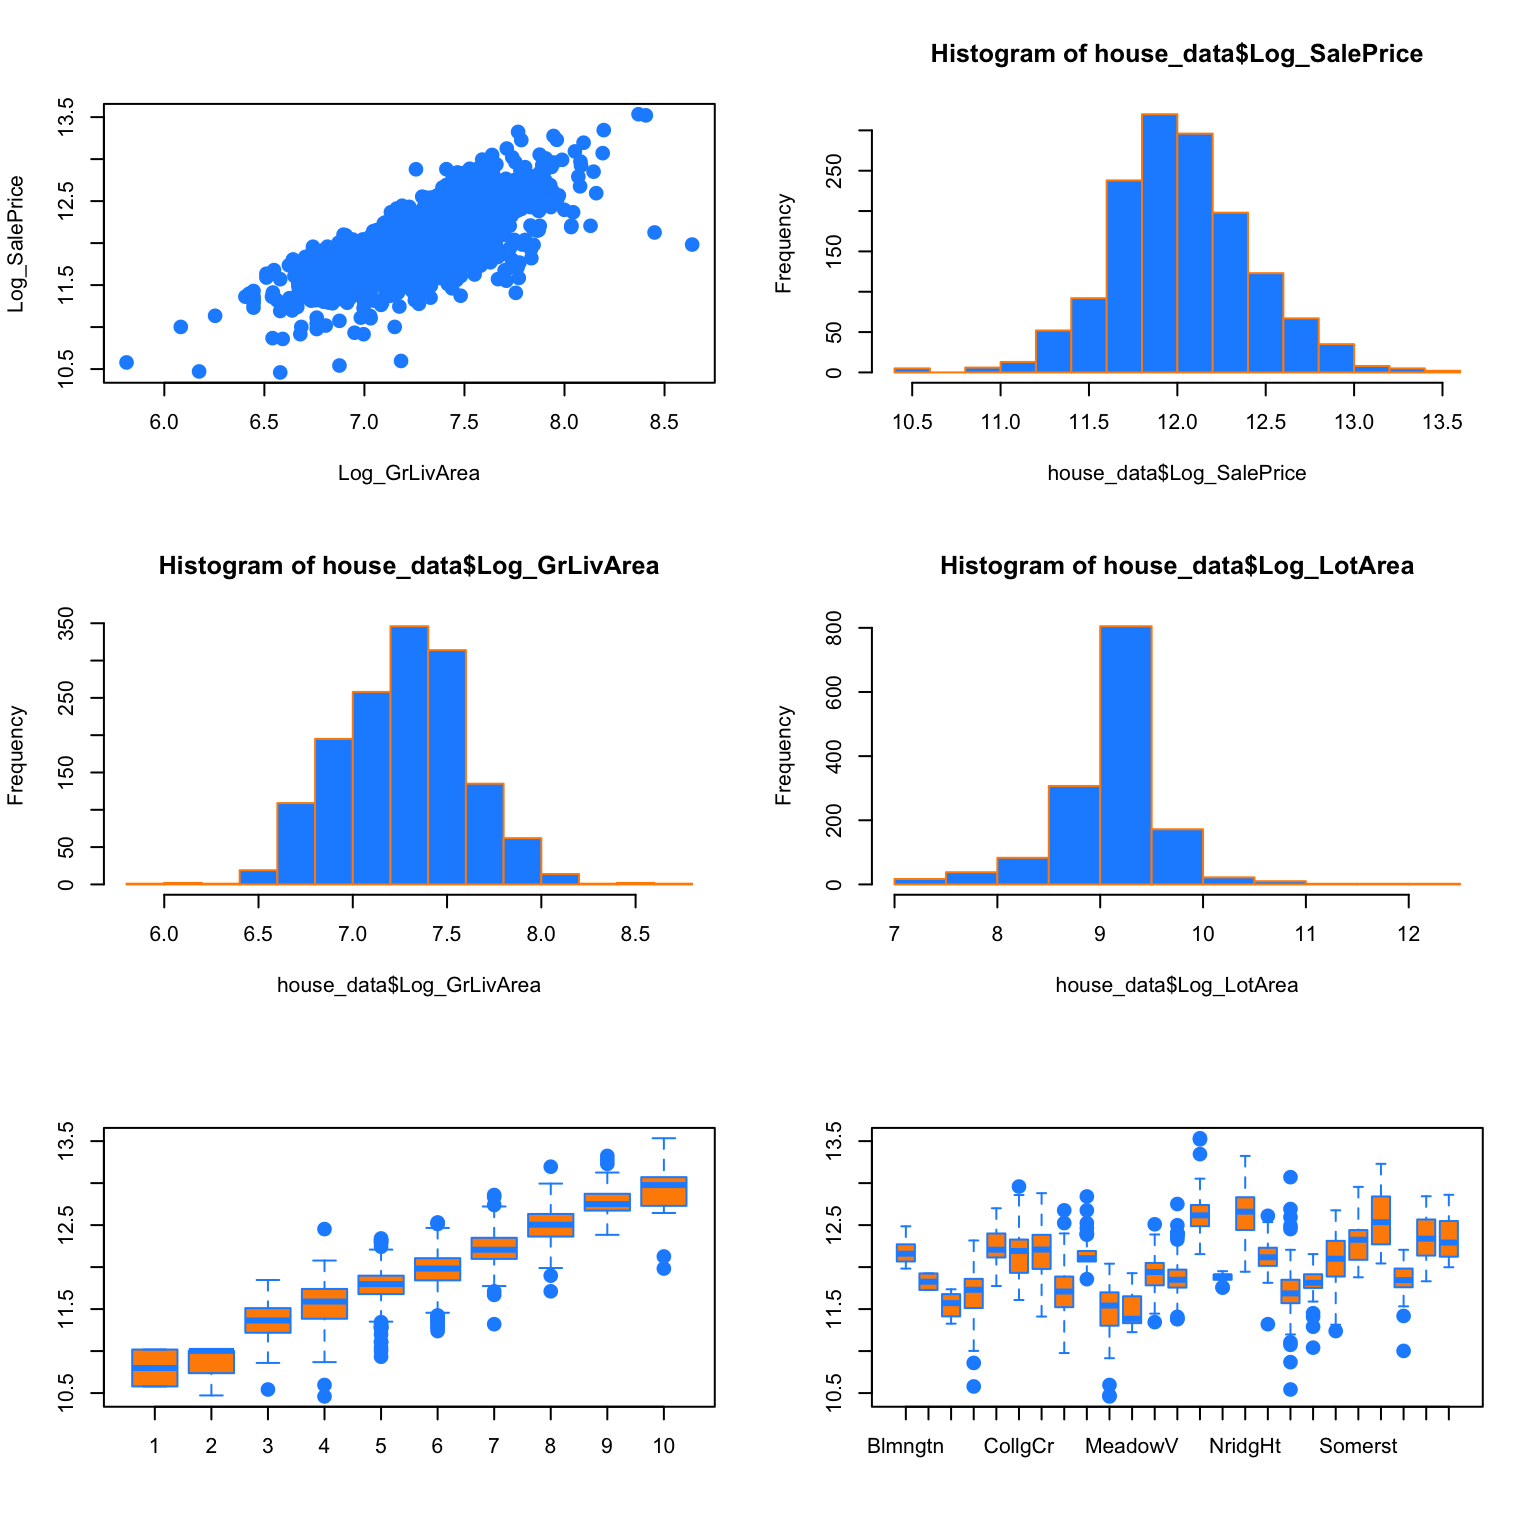 Log_SalePrice
13.5
12.5
11.5
10.5
6.0 6.5 7.0 7.5 8.0 8.5
Log_GrLivArea
Histogram of house_data$Log_SalePrice
Frequency
250
150
50
0
10.5 11.0 11.5 12.0 12.5 13.0 13.5
house_data$Log_SalePrice
Histogram of house_data$Log_GrLivArea
Frequency
350
250
150
50
0
6.0 6.5 7.0 7.5 8.0 8.5
house_data$Log_GrLivArea
Histogram of house_data$Log_LotArea
Frequency
800
600
400
200
0
7 8 9 10 11 12
house_data$Log_LotArea
13.5
12.5
11.5
10.5
1 2 3 4 5 6 7 8 9 10
13.5
12.5
11.5
10.5
Blmngtn CollgCr MeadowV NridgHt Somerst